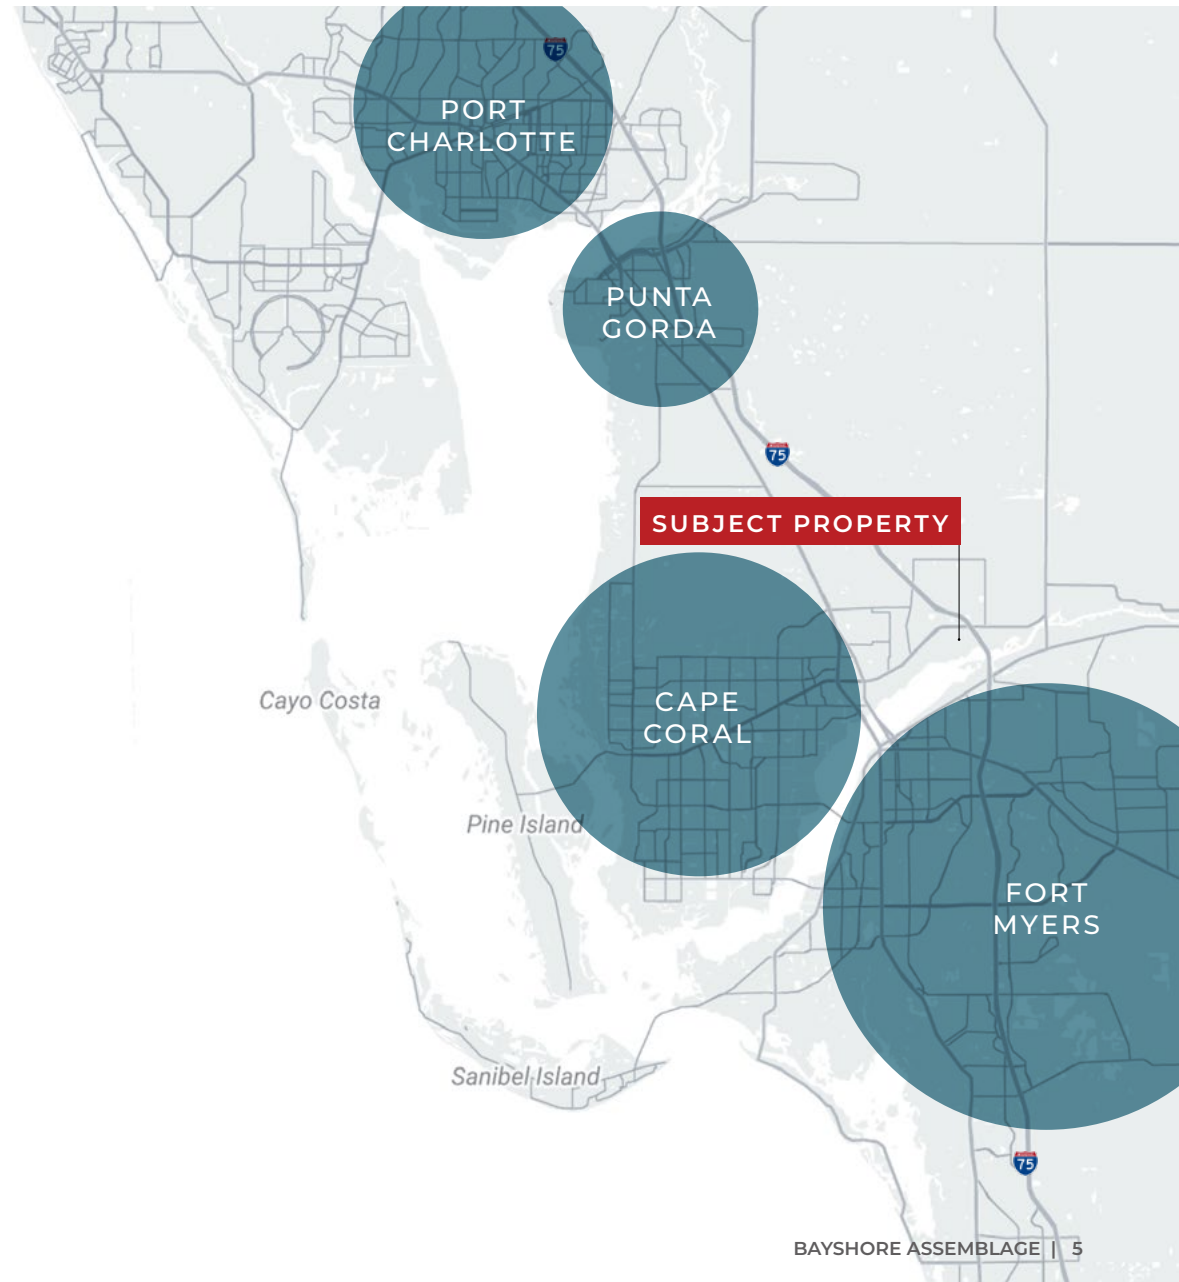 75
PORT
CHARLOTTE
PUNTA
GORDA
75
SUBJECT PROPERTY
Cayo Costa
CAPE
CORAL
Pine Island
FORT
MYERS
Sanibel Island
75
BAYSHORE ASSEMBLAGE | 5